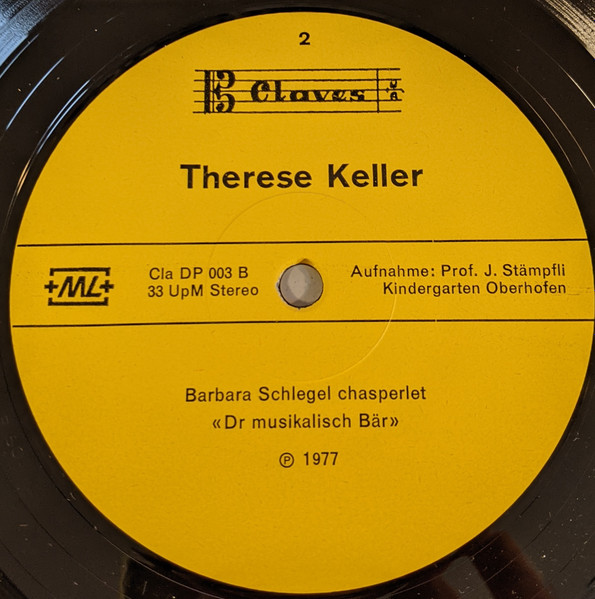 2
Claves
Therese Keller
+ML+
Cla DP 003 B
33 UpM Stereo
Aufnahme: Prof. J. Stämpfli
Kindergarten Oberhofen
Barbara Schlegel chasperlet
«Dr musikalisch Bär»
℗ 1977